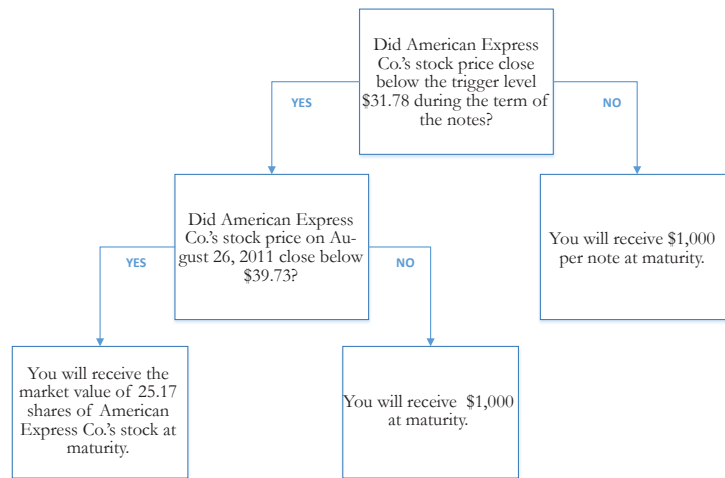 Did American Express
Co.'s stock price close
below the trigger level
$31.78 during the term of
the notes?
YES
NO
Did American Express
Co.'s stock price on Au-
gust 26, 2011 close below
$39.73?
You will receive $1,000
per note at maturity.
YES
NO
You will receive the
market value of 25.17
shares of American
Express Co.'s stock at
maturity.
You will receive $1,000
at maturity.